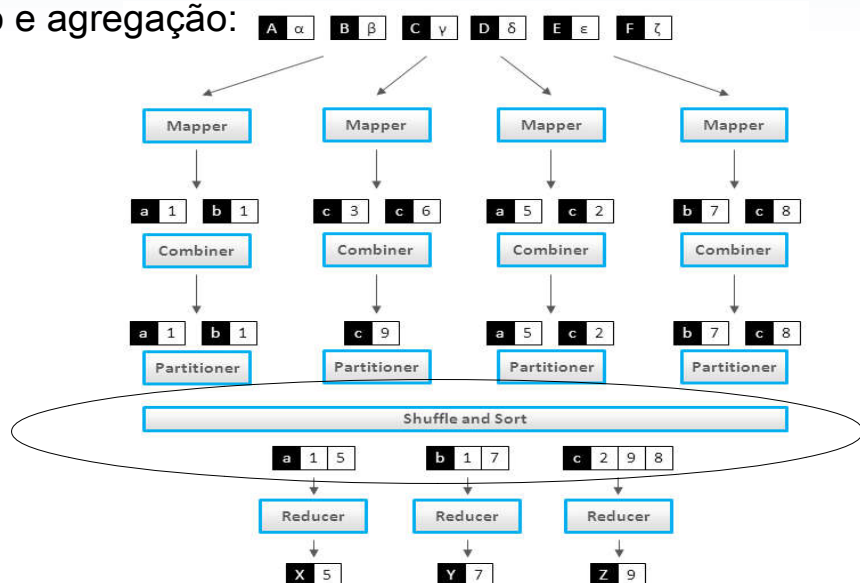 o e agregação:
A α B β C γ D δ E ε F ζ
Mapper Mapper Mapper Mapper
a 1 b 1 c 3 c 6 a 5 c 2 b 7 c 8
Combiner Combiner Combiner Combiner
a 1 b 1 c 9 a 5 c 2 b 7 c 8
Partitioner Partitioner Partitioner Partitioner
Shuffle and Sort
a 1 5 b 1 7 c 2 9 8
Reducer Reducer Reducer
X 5 Y 7 Z 9